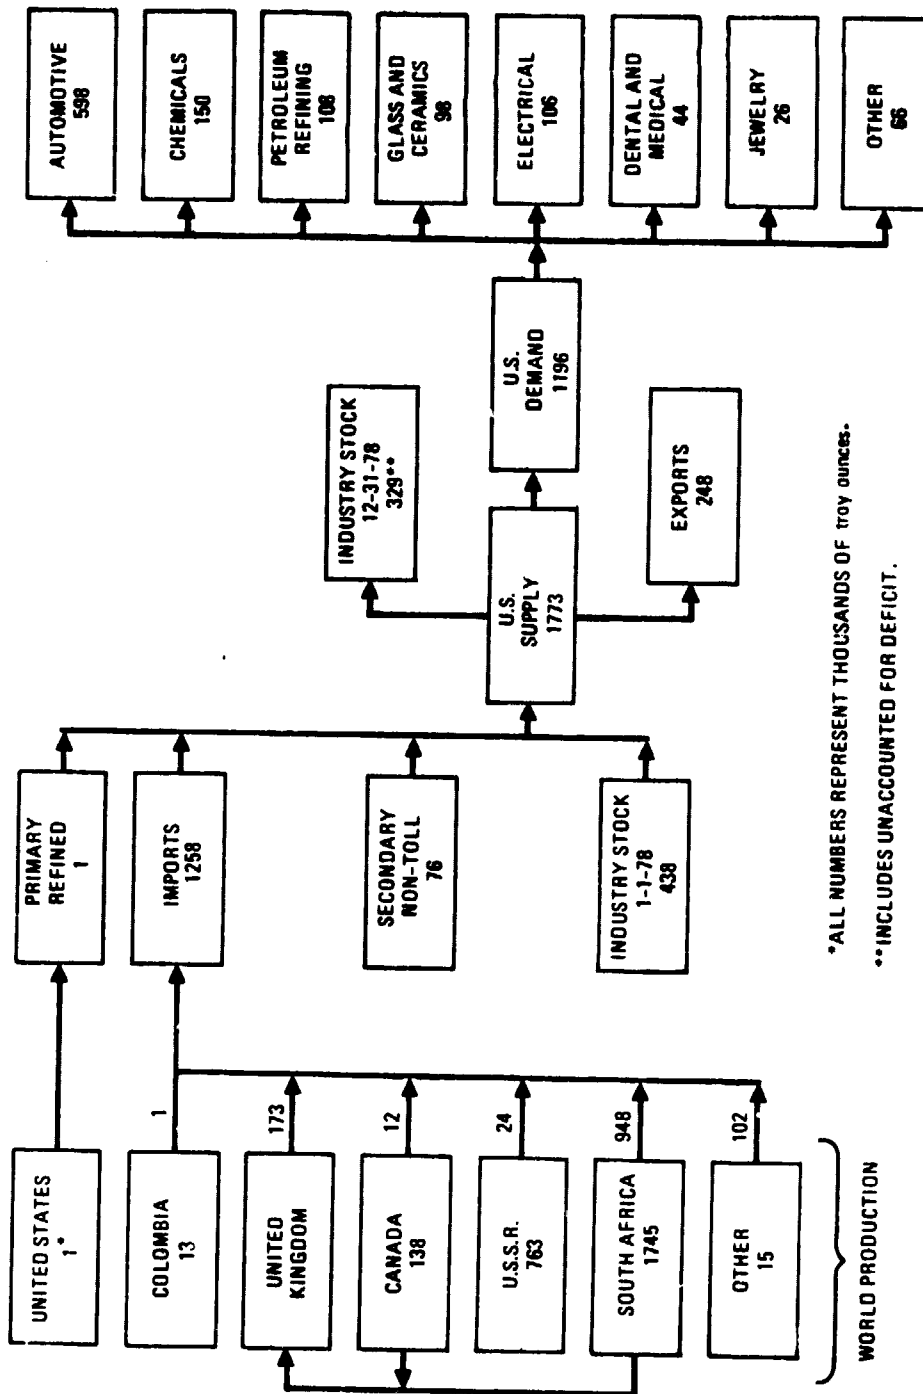 UNITED STATES
1*
COLOMBIA
13
UNITED
KINGDOM
CANADA
138
U.S.S.R.
763
SOUTH AFRICA
1745
OTHER
15
WORLD PRODUCTION
1
173
12
24
948
102
PRIMARY
REFINED
1
IMPORTS
1258
SECONDARY
NON-TOLL
76
INDUSTRY STOCK
1-1-78
438
U.S.
SUPPLY
1773
INDUSTRY STOCK
12-31-78
329**
EXPORTS
248
U.S.
DEMAND
1196
AUTOMOTIVE
598
CHEMICALS
150
PETROLEUM
REFINING
108
GLASS AND
CERAMICS
98
ELECTRICAL
106
DENTAL AND
MEDICAL
44
JEWELRY
26
OTHER
66
*ALL NUMBERS REPRESENT THOUSANDS OF troy ounces.
**INCLUDES UNACCOUNTED FOR DEFICIT.